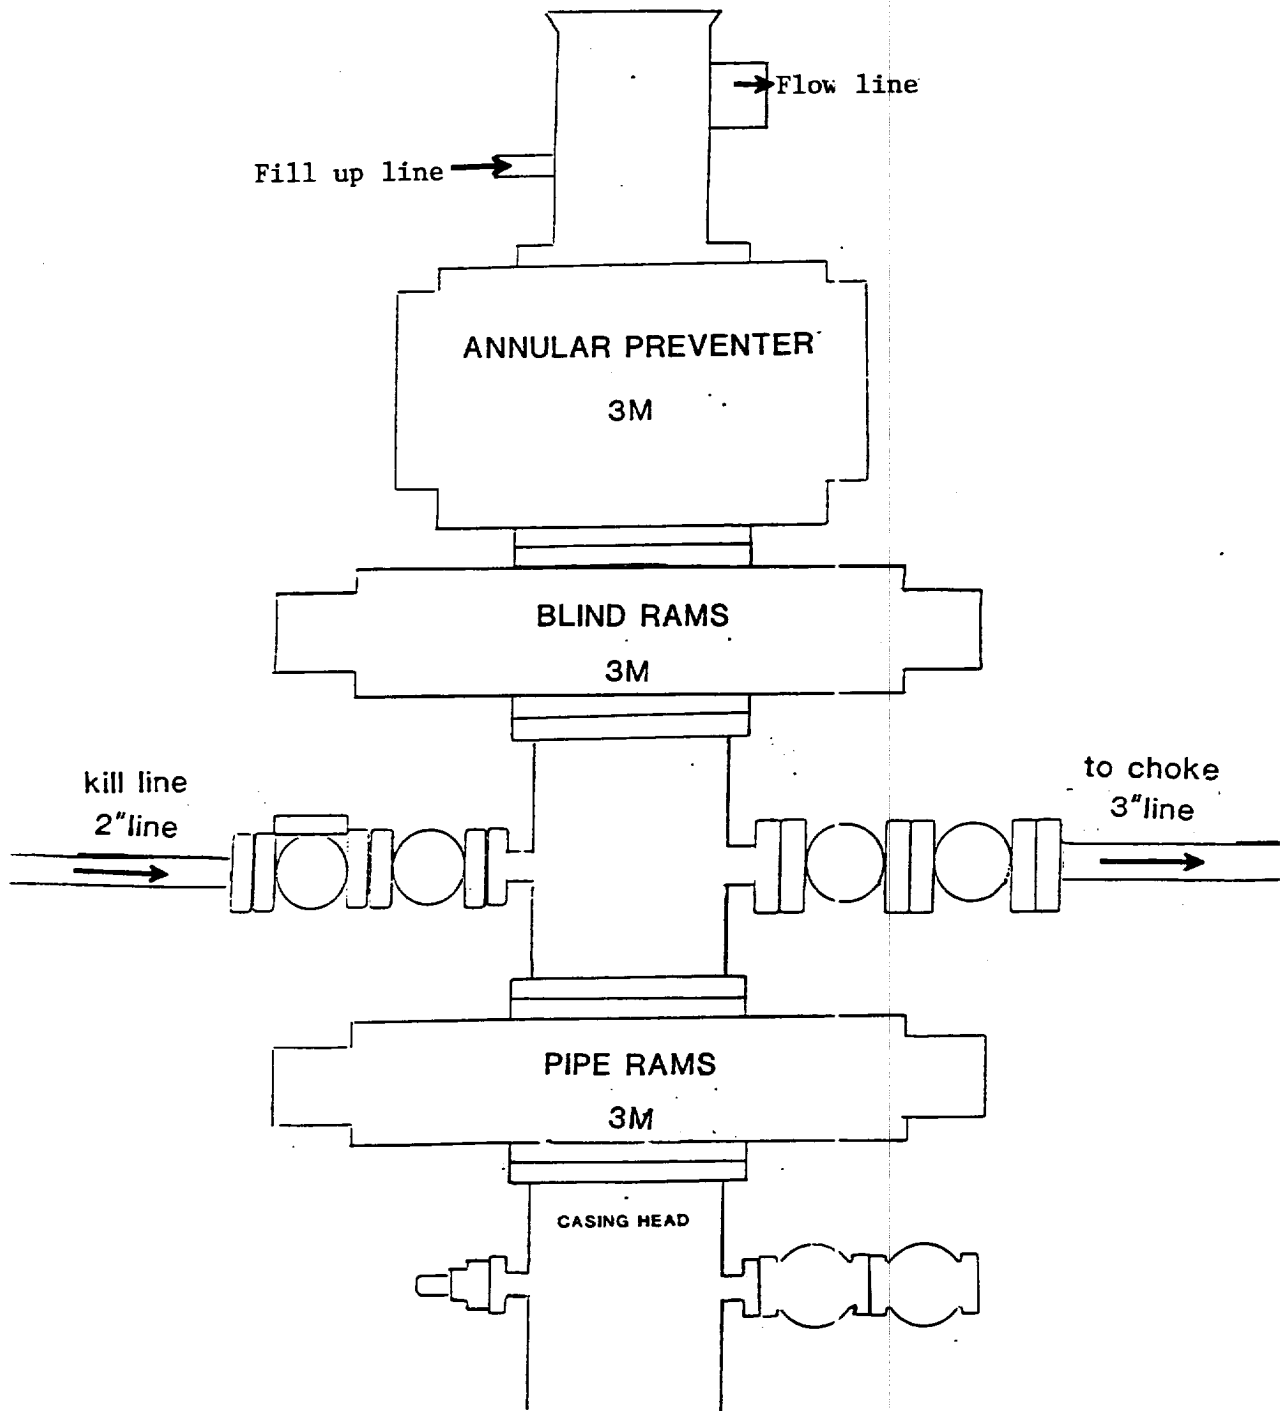 Flow line
Fill up line
ANNULAR PREVENTER
3M
BLIND RAMS
3M
kill line
2"line
to choke
3"line
PIPE RAMS
3M
CASING HEAD